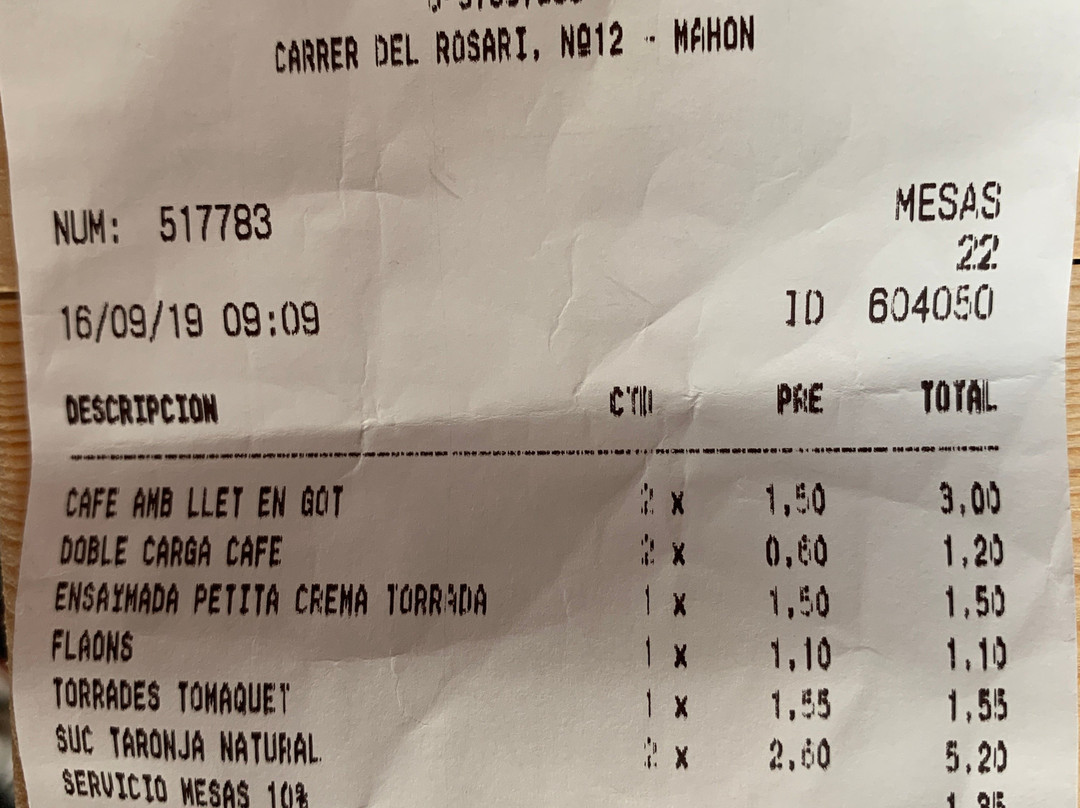 CARRER DEL ROSARI, Nº12 - MAHON
NUM: 517783 MESAS
22
16/09/19 09:09 ID 604050
DESCRIPCION CTD PRE TOTAL
CAFE AMB LLET EN GOT 2 x 1,50 3,00
DOBLE CARGA CAFE 2 x 0,60 1,20
ENSAYMADA PETITA CREMA TORRADA 1 x 1,50 1,50
FLAONS 1 x 1,10 1,10
TORRADES TOMAQUET 1 x 1,55 1,55
SUC TARONJA NATURAL 2 x 2,60 5,20
SERVICIO MESAS 10%